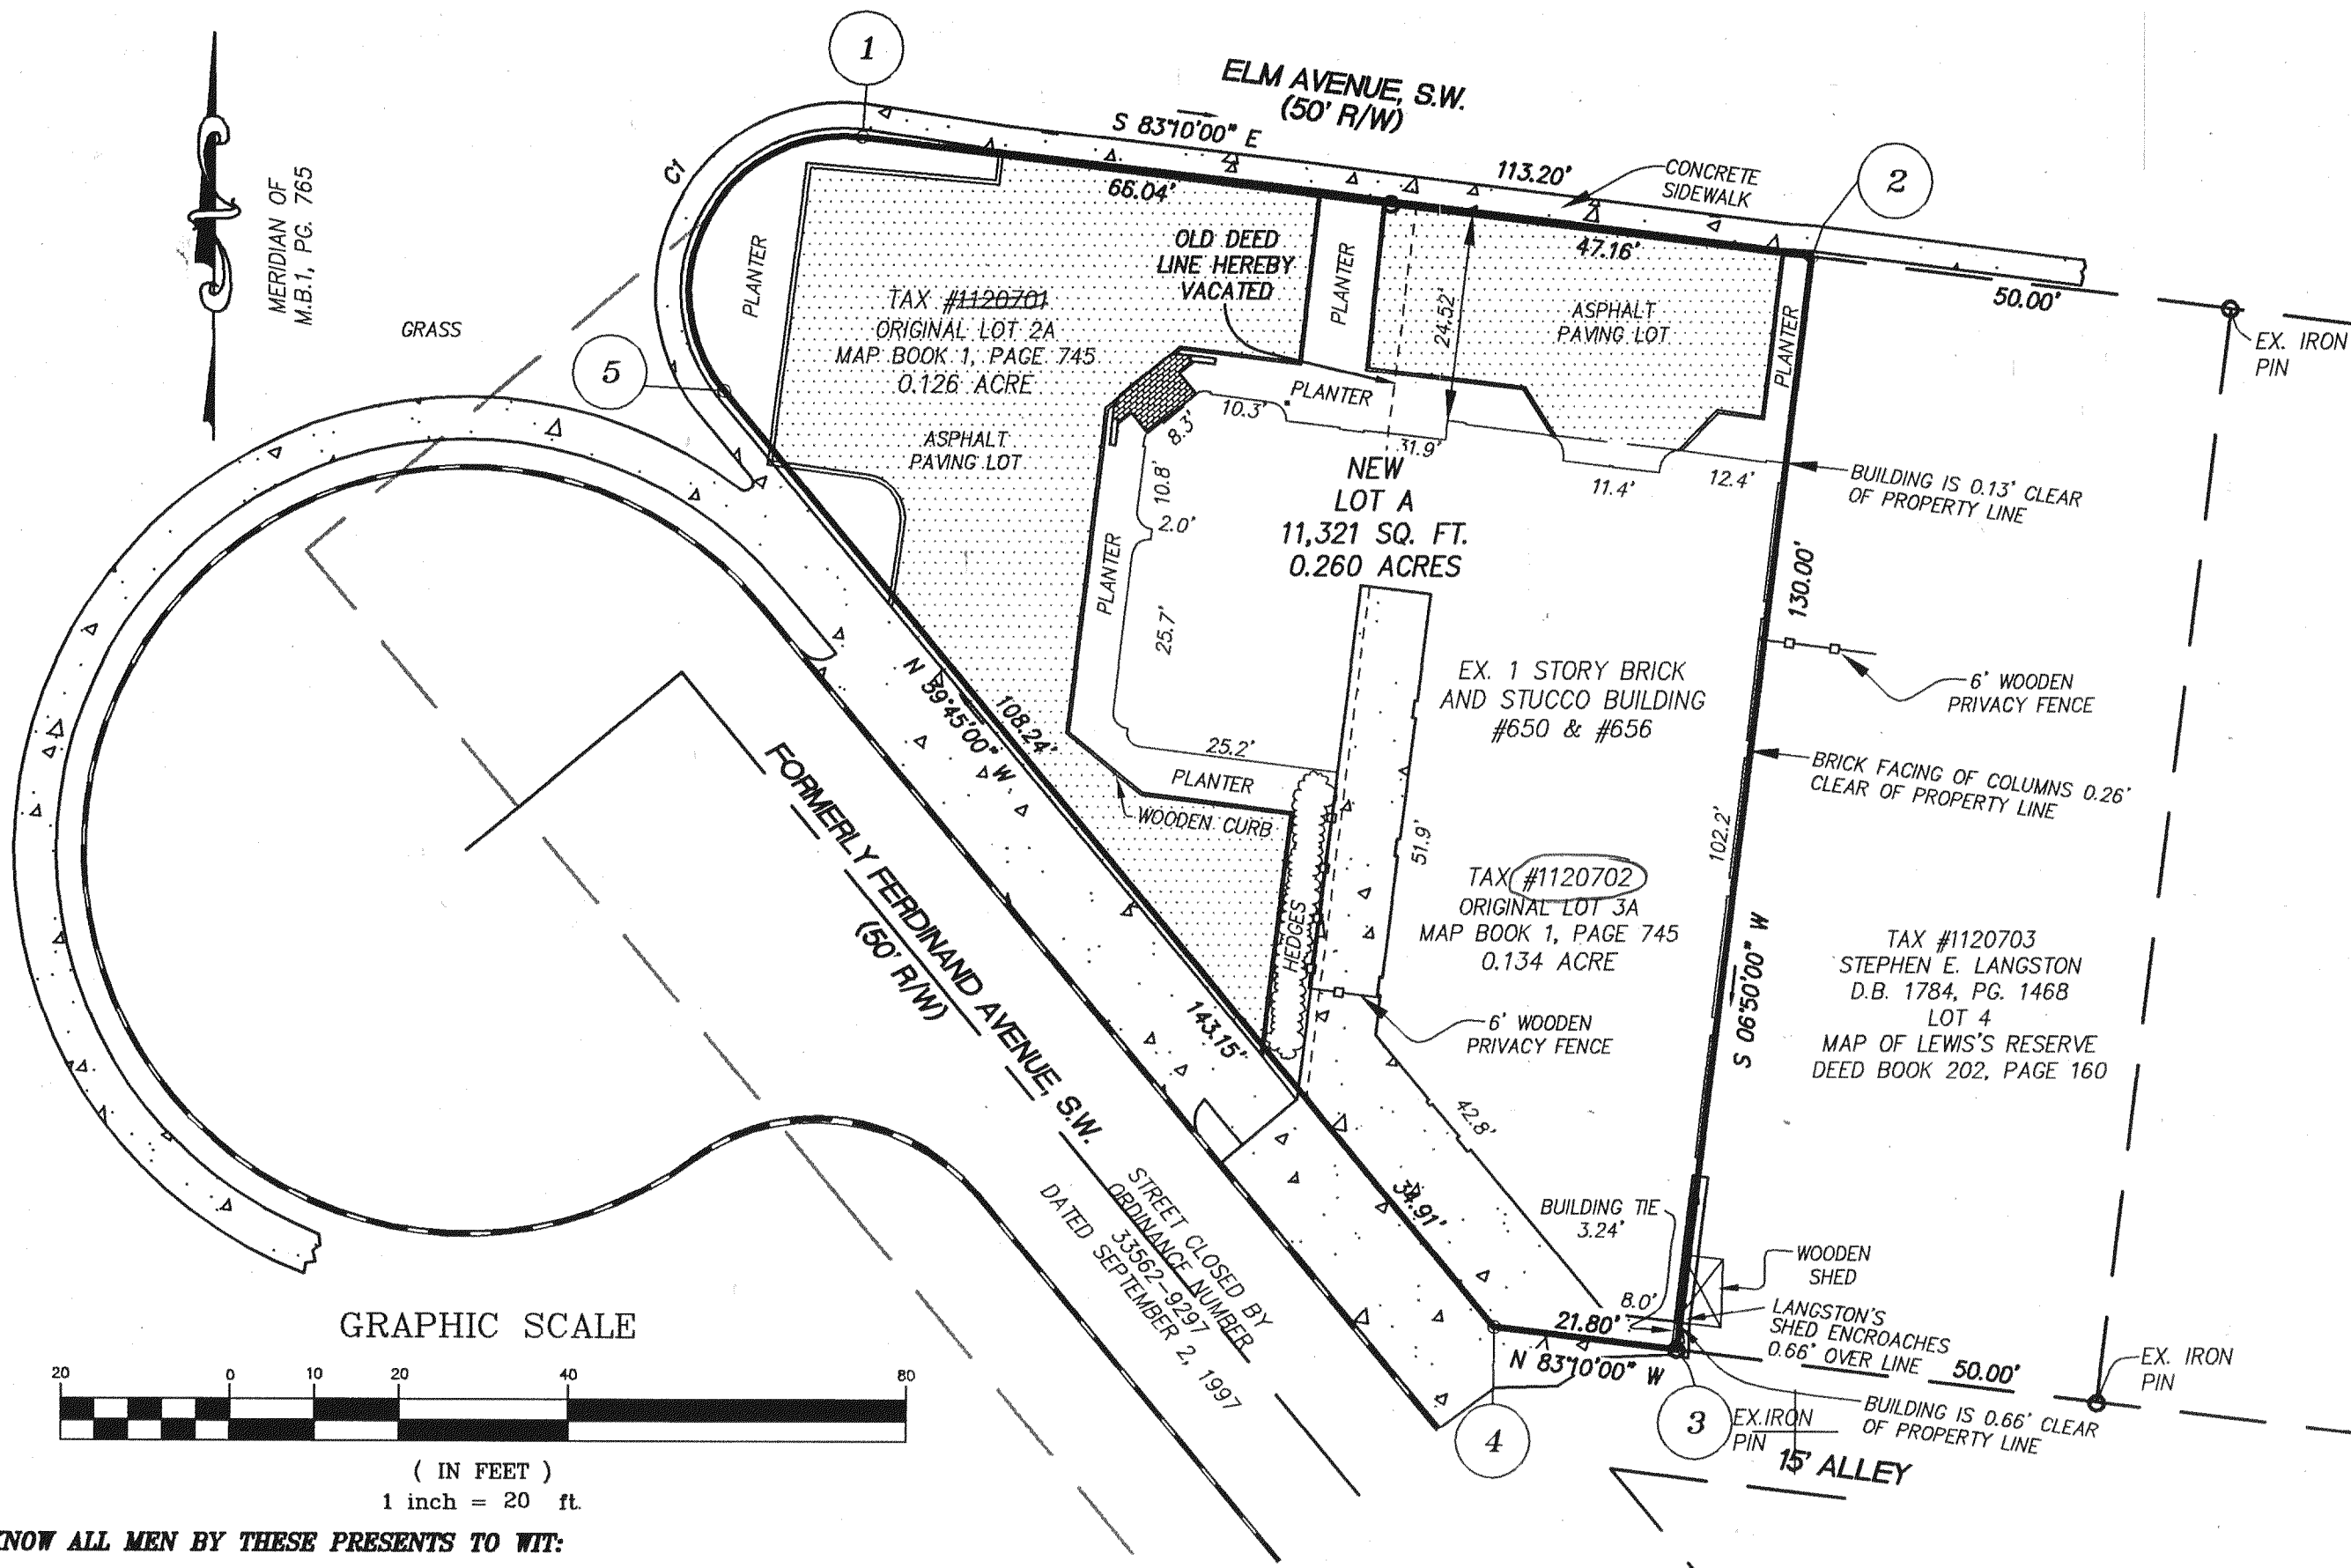 1
ELM AVENUE, S.W.
(50' R/W)
S 83°10'00" E
113.20'
CONCRETE
SIDEWALK
2
MERIDIAN OF
M.B.1, PG. 765
C1
66.04'
47.16'
50.00'
EX. IRON
PIN
GRASS
PLANTER
OLD DEED
LINE HEREBY
VACATED
PLANTER
24.52'
ASPHALT
PAVING LOT
PLANTER
TAX #1120701
ORIGINAL LOT 2A
MAP BOOK 1, PAGE 745
0.126 ACRE
5
ASPHALT
PAVING LOT
PLANTER
10.3'
8.3'
31.9'
11.4'
12.4'
10.8'
2.0'
NEW
LOT A
11,321 SQ. FT.
0.260 ACRES
BUILDING IS 0.13' CLEAR
OF PROPERTY LINE
PLANTER
25.7'
130.00'
EX. 1 STORY BRICK
AND STUCCO BUILDING
#650 & #656
6' WOODEN
PRIVACY FENCE
N 39°45'00" W
108.24'
25.2'
PLANTER
WOODEN CURB
BRICK FACING OF COLUMNS 0.26'
CLEAR OF PROPERTY LINE
51.9'
102.2'
FORMERLY FERDINAND AVENUE, S.W.
(50' R/W)
HEDGES
TAX #1120702
ORIGINAL LOT 3A
MAP BOOK 1, PAGE 745
0.134 ACRE
S 06°50'00" W
TAX #1120703
STEPHEN E. LANGSTON
D.B. 1784, PG. 1468
LOT 4
MAP OF LEWIS'S RESERVE
DEED BOOK 202, PAGE 160
143.15'
6' WOODEN
PRIVACY FENCE
42.8'
STREET CLOSED BY
ORDINANCE NUMBER
33562-9297
DATED SEPTEMBER 2, 1997
34.91'
BUILDING TIE
3.24'
WOODEN
SHED
8.0'
21.80'
N 83°10'00" W
LANGSTON'S
SHED ENCROACHES
0.66' OVER LINE
50.00'
EX. IRON
PIN
4
3
EX.IRON
PIN
BUILDING IS 0.66' CLEAR
OF PROPERTY LINE
15' ALLEY
GRAPHIC SCALE
20 0 10 20 40 80
( IN FEET )
1 inch = 20 ft.
KNOW ALL MEN BY THESE PRESENTS TO WIT: